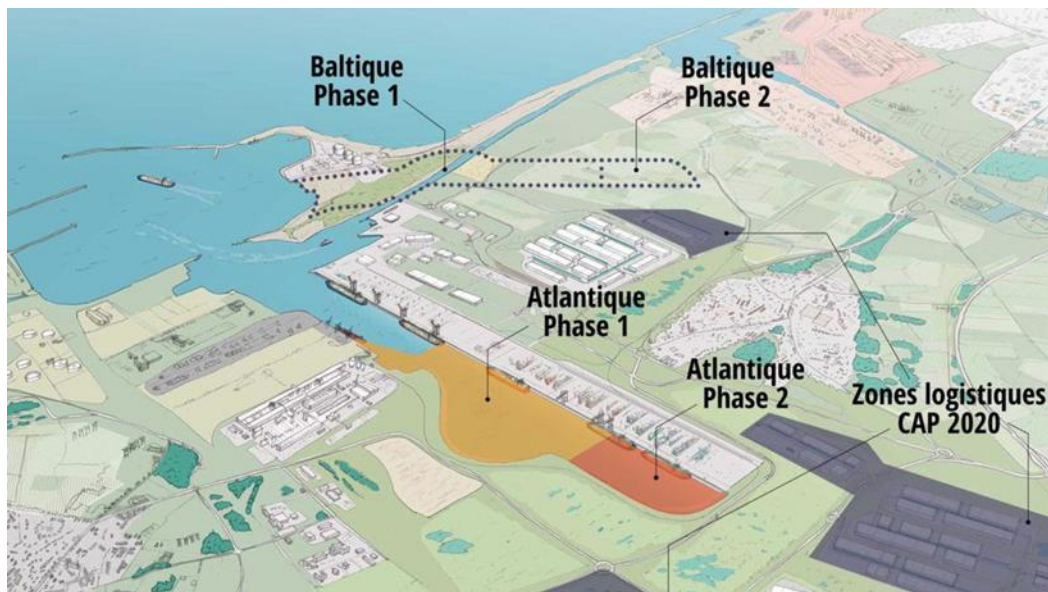 Baltique
Phase 1
Baltique
Phase 2
Atlantique
Phase 1
Atlantique
Phase 2
Zones logistiques
CAP 2020